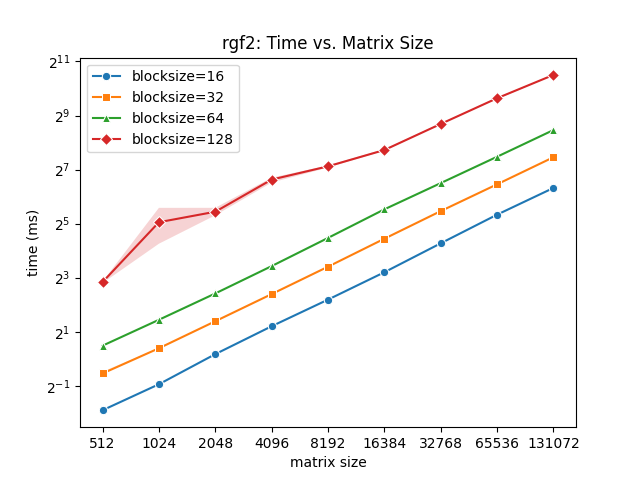 rgf2: Time vs. Matrix Size
2^11
2^9
2^7
2^5
2^3
2^1
2^−1
time (ms)
blocksize=16
blocksize=32
blocksize=64
blocksize=128
512 1024 2048 4096 8192 16384 32768 65536 131072
matrix size